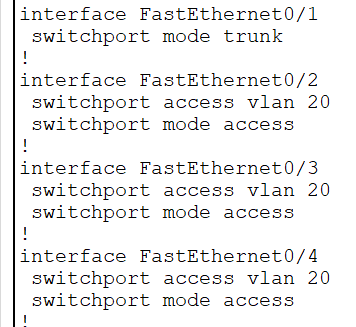 interface FastEthernet0/1
switchport mode trunk
!
interface FastEthernet0/2
switchport access vlan 20
switchport mode access
!
interface FastEthernet0/3
switchport access vlan 20
switchport mode access
!
interface FastEthernet0/4
switchport access vlan 20
switchport mode access
!